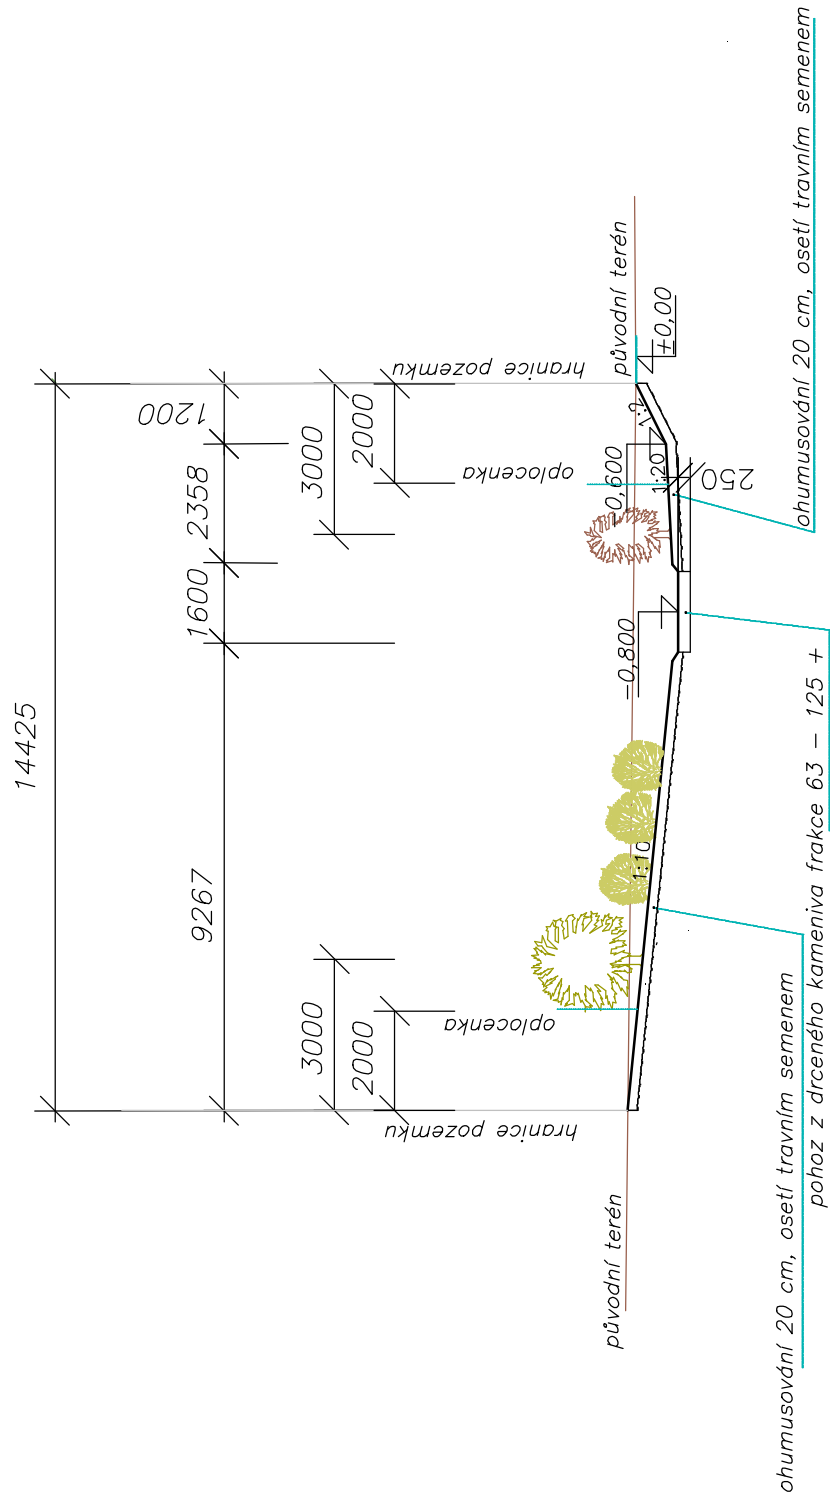 14425
9267
1600
2358
1200
3000
2000
3000
2000
hranice pozemku
oplocenka
oplocenka
hranice pozemku
původní terén
původní terén
±0,00
-0,600
-0,800
1:10
1:20
1:2
250
ohumusování 20 cm, osetí travním semenem
pohoz z drceného kameniva frakce 63 – 125 +
ohumusování 20 cm, osetí travním semenem